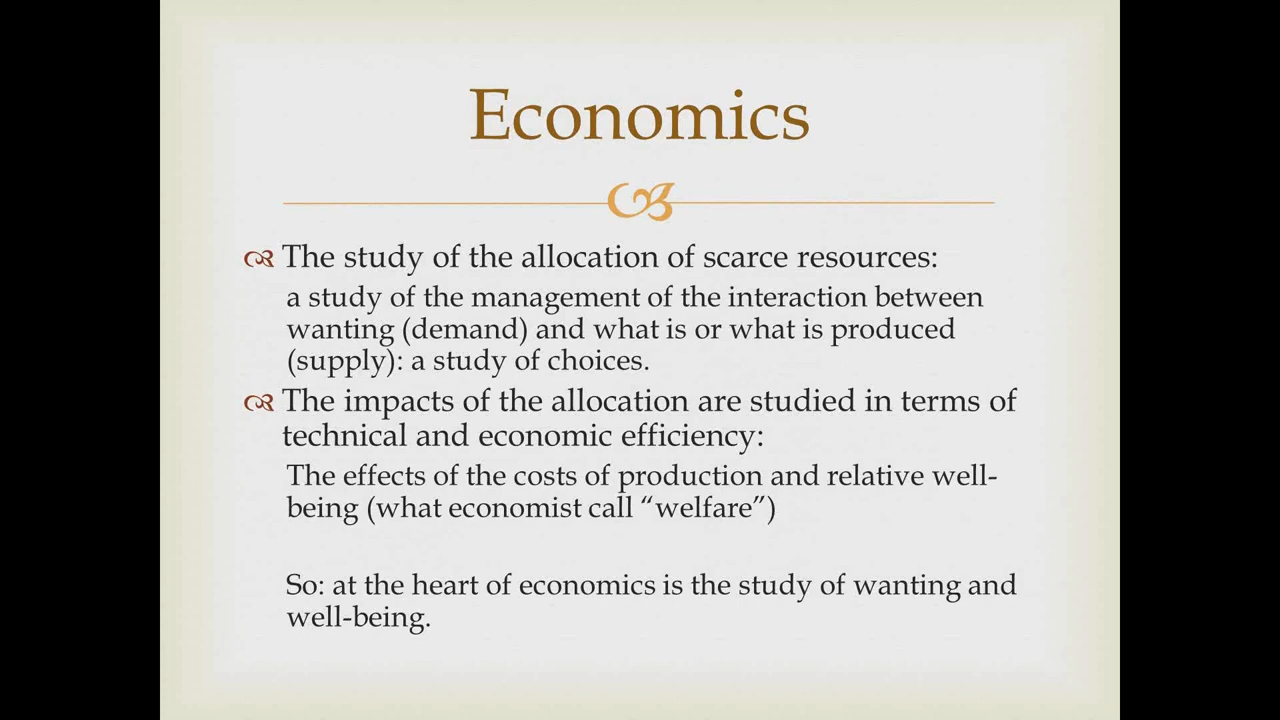 Economics
The study of the allocation of scarce resources:
a study of the management of the interaction between
wanting (demand) and what is or what is produced
(supply): a study of choices.
The impacts of the allocation are studied in terms of
technical and economic efficiency:
The effects of the costs of production and relative well-
being (what economist call “welfare”)
So: at the heart of economics is the study of wanting and
well-being.